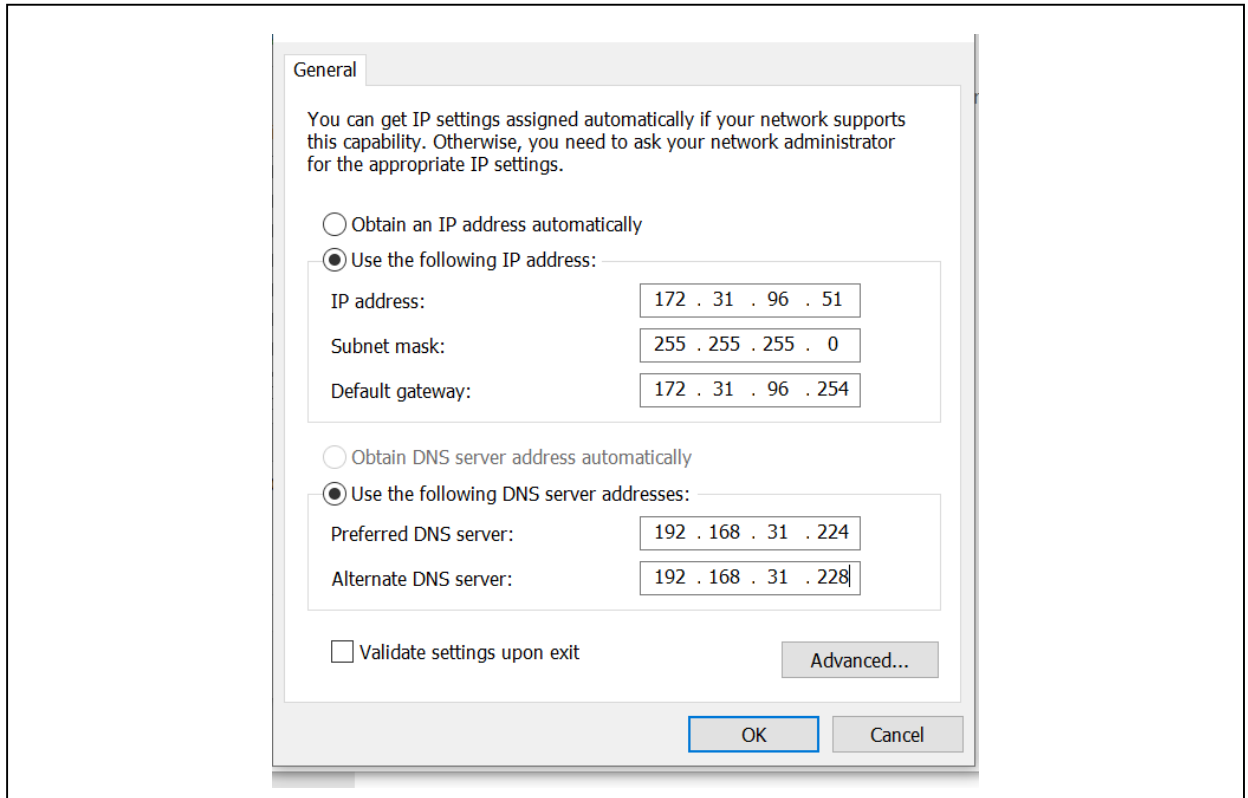 General
You can get IP settings assigned automatically if your network supports
this capability. Otherwise, you need to ask your network administrator
for the appropriate IP settings.
Obtain an IP address automatically
Use the following IP address:
IP address: 172 . 31 . 96 . 51
Subnet mask: 255 . 255 . 255 . 0
Default gateway: 172 . 31 . 96 . 254
Obtain DNS server address automatically
Use the following DNS server addresses:
Preferred DNS server: 192 . 168 . 31 . 224
Alternate DNS server: 192 . 168 . 31 . 228
Validate settings upon exit
Advanced...
OK Cancel